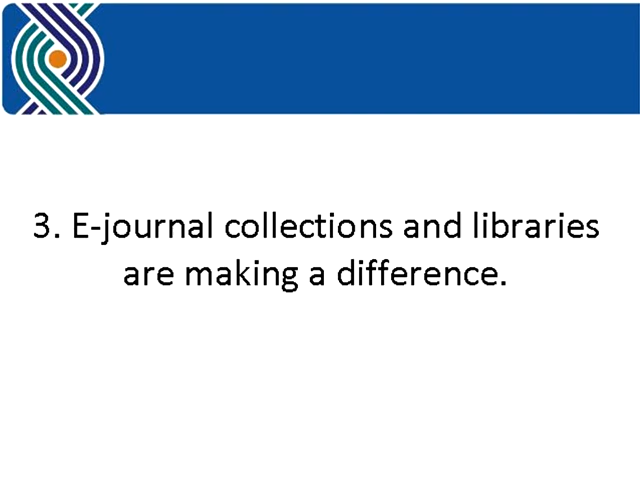 3. E-journal collections and libraries
are making a difference.